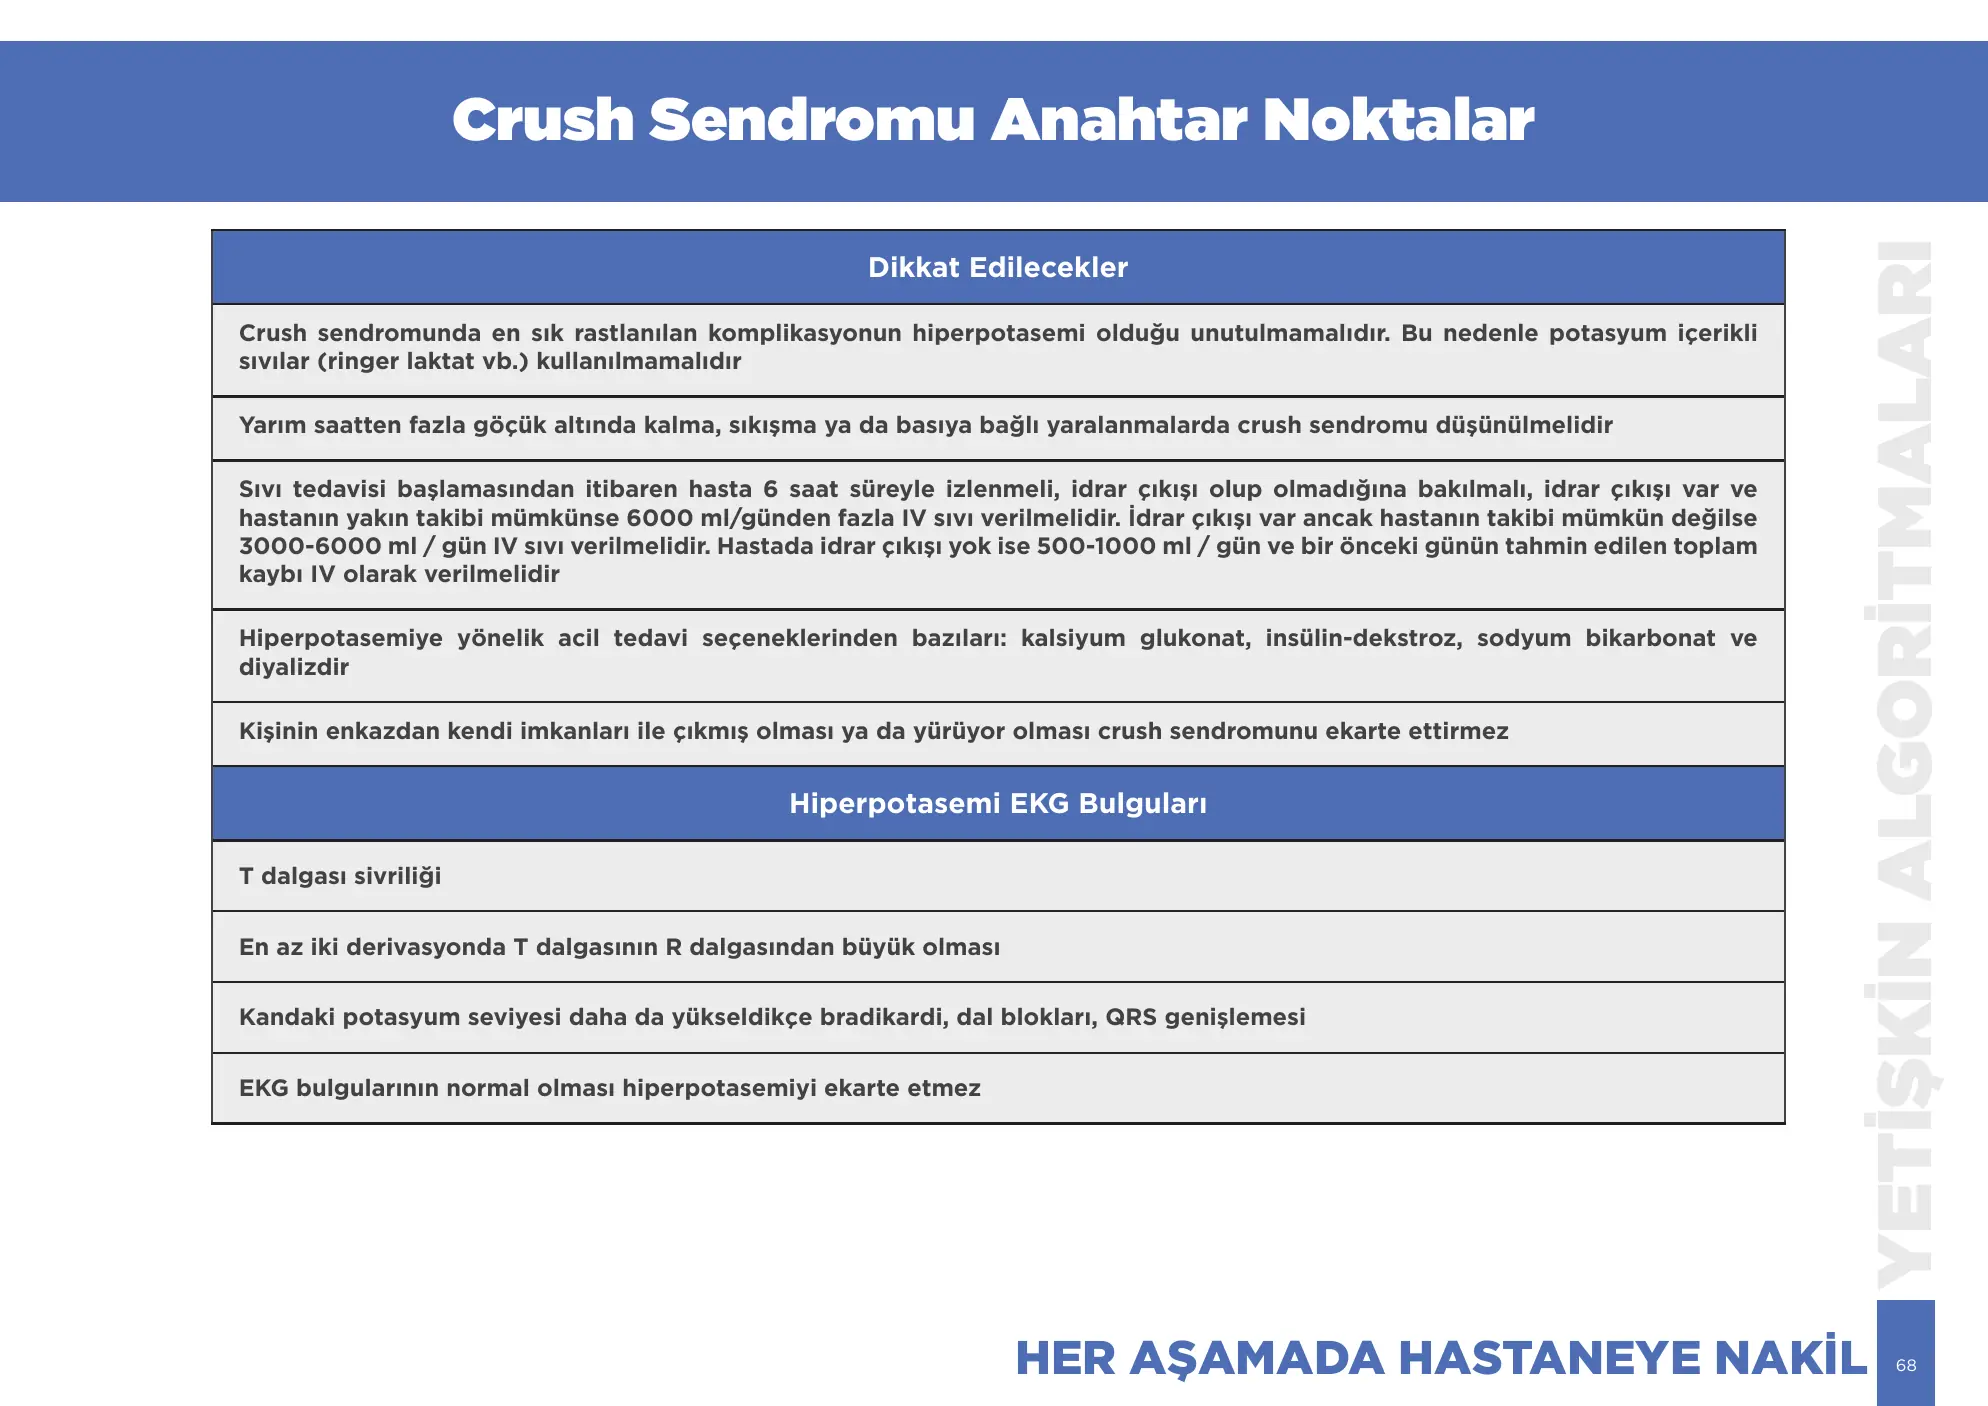 Crush Sendromu Anahtar Noktalar
Dikkat Edilecekler
Crush sendromunda en sık rastlanılan komplikasyonun hiperpotasemi olduğu unutulmamalıdır. Bu nedenle potasyum içerikli
sıvılar (ringer laktat vb.) kullanılmamalıdır
Yarım saatten fazla göçük altında kalma, sıkışma ya da basıya bağlı yaralanmalarda crush sendromu düşünülmelidir
Sıvı tedavisi başlamasından itibaren hasta 6 saat süreyle izlenmeli, idrar çıkışı olup olmadığına bakılmalı, idrar çıkışı var ve
hastanın yakın takibi mümkünse 6000 ml/günden fazla IV sıvı verilmelidir. İdrar çıkışı var ancak hastanın takibi mümkün değilse
3000-6000 ml / gün IV sıvı verilmelidir. Hastada idrar çıkışı yok ise 500-1000 ml / gün ve bir önceki günün tahmin edilen toplam
kaybı IV olarak verilmelidir
Hiperpotasemiye yönelik acil tedavi seçeneklerinden bazıları: kalsiyum glukonat, insülin-dekstroz, sodyum bikarbonat ve
diyalizdir
Kişinin enkazdan kendi imkanları ile çıkmış olması ya da yürüyor olması crush sendromunu ekarte ettirmez
Hiperpotasemi EKG Bulguları
T dalgası sivriliği
En az iki derivasyonda T dalgasının R dalgasından büyük olması
Kandaki potasyum seviyesi daha da yükseldikçe bradikardi, dal blokları, QRS genişlemesi
EKG bulgularının normal olması hiperpotasemiyi ekarte etmez
YETİŞKİN ALGORİTMALARI
HER AŞAMADA HASTANEYE NAKİL
68